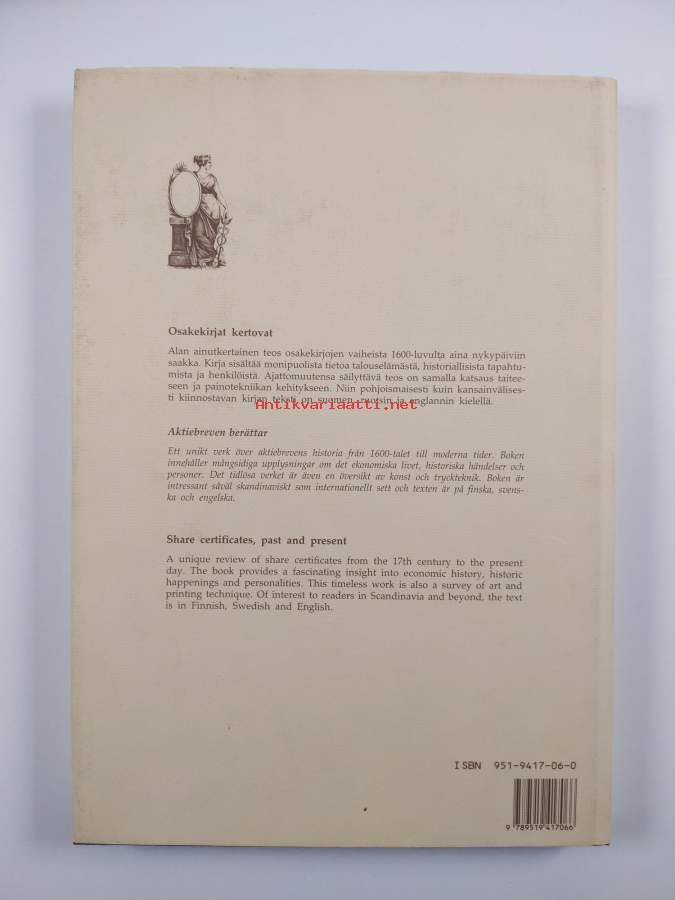 Osakekirjat kertovat
Alan ainutkertainen teos osakekirjojen vaiheista 1600-luvulta aina nykypäiviin
saakka. Kirja sisältää monipuolista tietoa talouselämästä, historiallisista tapahtu-
mista ja henkilöistä. Ajattomuutensa säilyttävä teos on samalla katsaus taitee-
seen ja painotekniikan kehitykseen. Niin pohjoismaisesti kuin kansainvälises-
ti kiinnostavan kirjan teksti on suomen, ruotsin ja englannin kielellä.
Antikvariaatti.net
Aktiebreven berättar
Ett unikt verk över aktiebrevens historia från 1600-talet till moderna tider. Boken
innehåller mångsidiga upplysningar om det ekonomiska livet, historiska händelser och
personer. Det tidlösa verket är även en översikt av konst och tryckteknik. Boken är
intressant såväl skandinaviskt som internationellt sett och texten är på finska, svens-
ka och engelska.
Share certificates, past and present
A unique review of share certificates from the 17th century to the present
day. The book provides a fascinating insight into economic history, historic
happenings and personalities. This timeless work is also a survey of art and
printing technique. Of interest to readers in Scandinavia and beyond, the text
is in Finnish, Swedish and English.
ISBN 951-9417-06-0
9 789519 417066